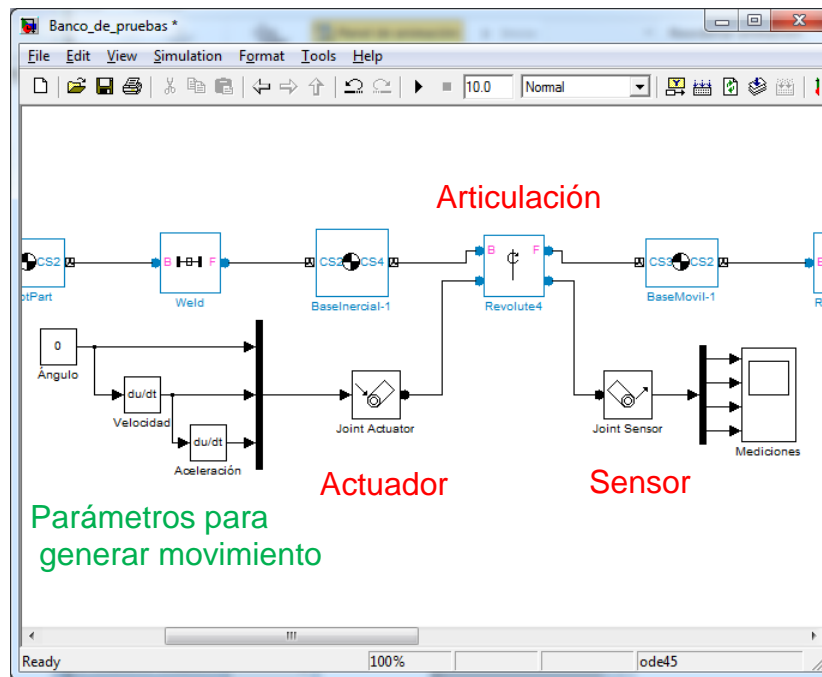 Banco_de_pruebas *
File Edit View Simulation Format Tools Help
10.0 Normal
Articulación
CS2 B F CS2 CS4 B F CS3 CS2 B
otPart Weld BaseInercial-1 Revolute4 BaseMovil-1 R
0
Ángulo
du/dt
Velocidad
du/dt
Aceleración
Joint Actuator
Joint Sensor
Mediciones
Actuador
Sensor
Parámetros para
generar movimiento
Ready 100% ode45